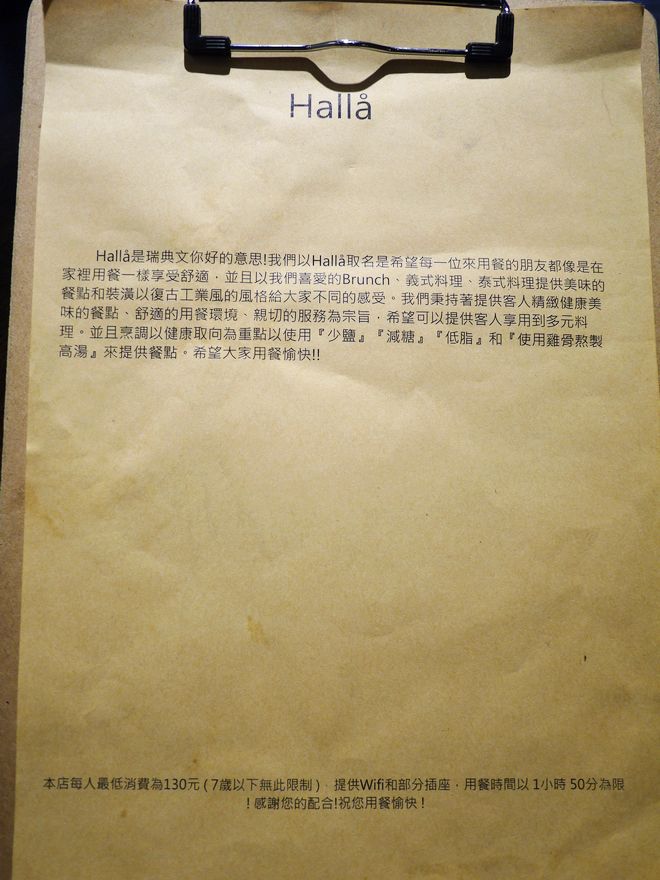 Hallå
Hallå是瑞典文你好的意思!我們以Hallå取名是希望每一位來用餐的朋友都像是在
家裡用餐一樣享受舒適，並且以我們喜愛的Brunch、義式料理、泰式料理提供美味的
餐點和裝潢以復古工業風的風格給大家不同的感受。我們秉持著提供客人精緻健康美
味的餐點、舒適的用餐環境、親切的服務為宗旨，希望可以提供客人享用到多元料
理。並且烹調以健康取向為重點以使用『少鹽』『減糖』『低脂』和『使用雞骨熬製
高湯』來提供餐點。希望大家用餐愉快!!
本店每人最低消費為130元 ( 7歲以下無此限制 )、提供Wifi和部分插座，用餐時間以 1小時 50分為限
！感謝您的配合!祝您用餐愉快！